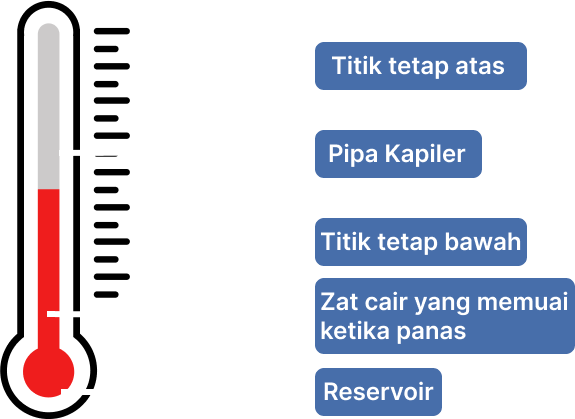 Titik tetap atas
Pipa Kapiler
Titik tetap bawah
Zat cair yang memuai
ketika panas
Reservoir